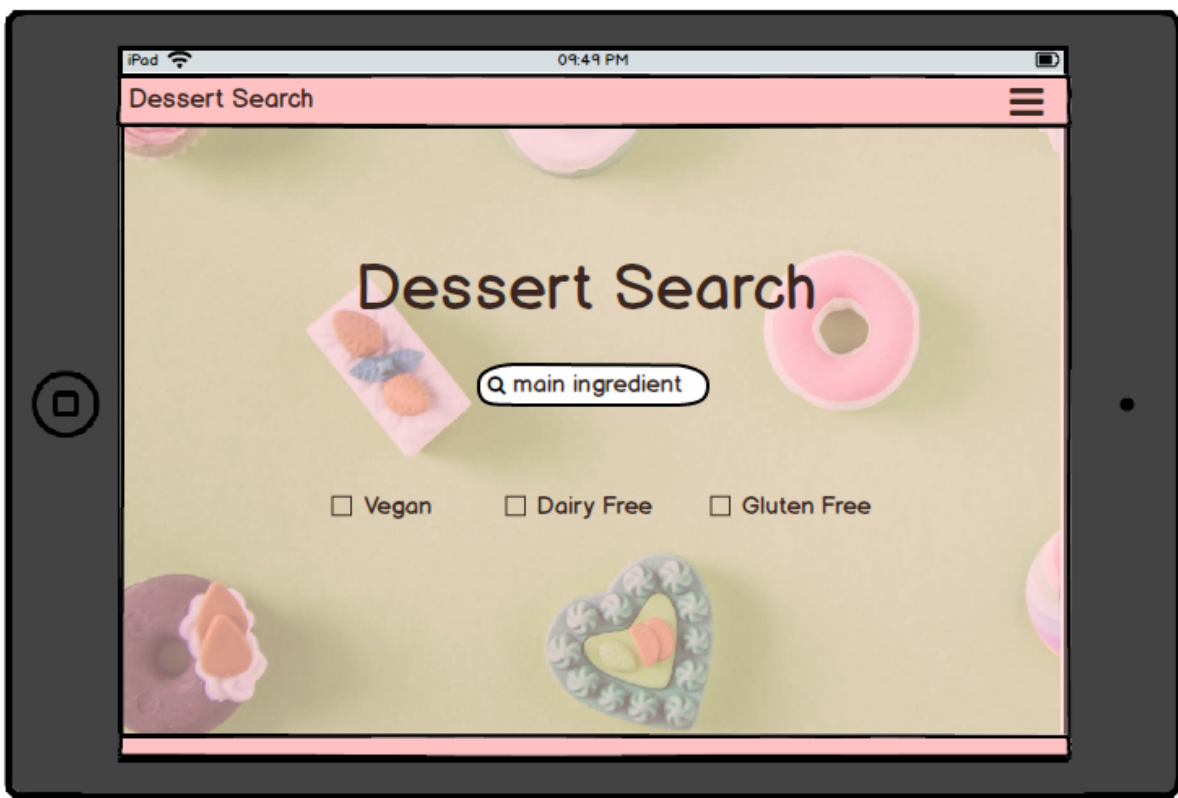 iPad 09:49 PM
Dessert Search
Dessert Search
main ingredient
Vegan Dairy Free Gluten Free